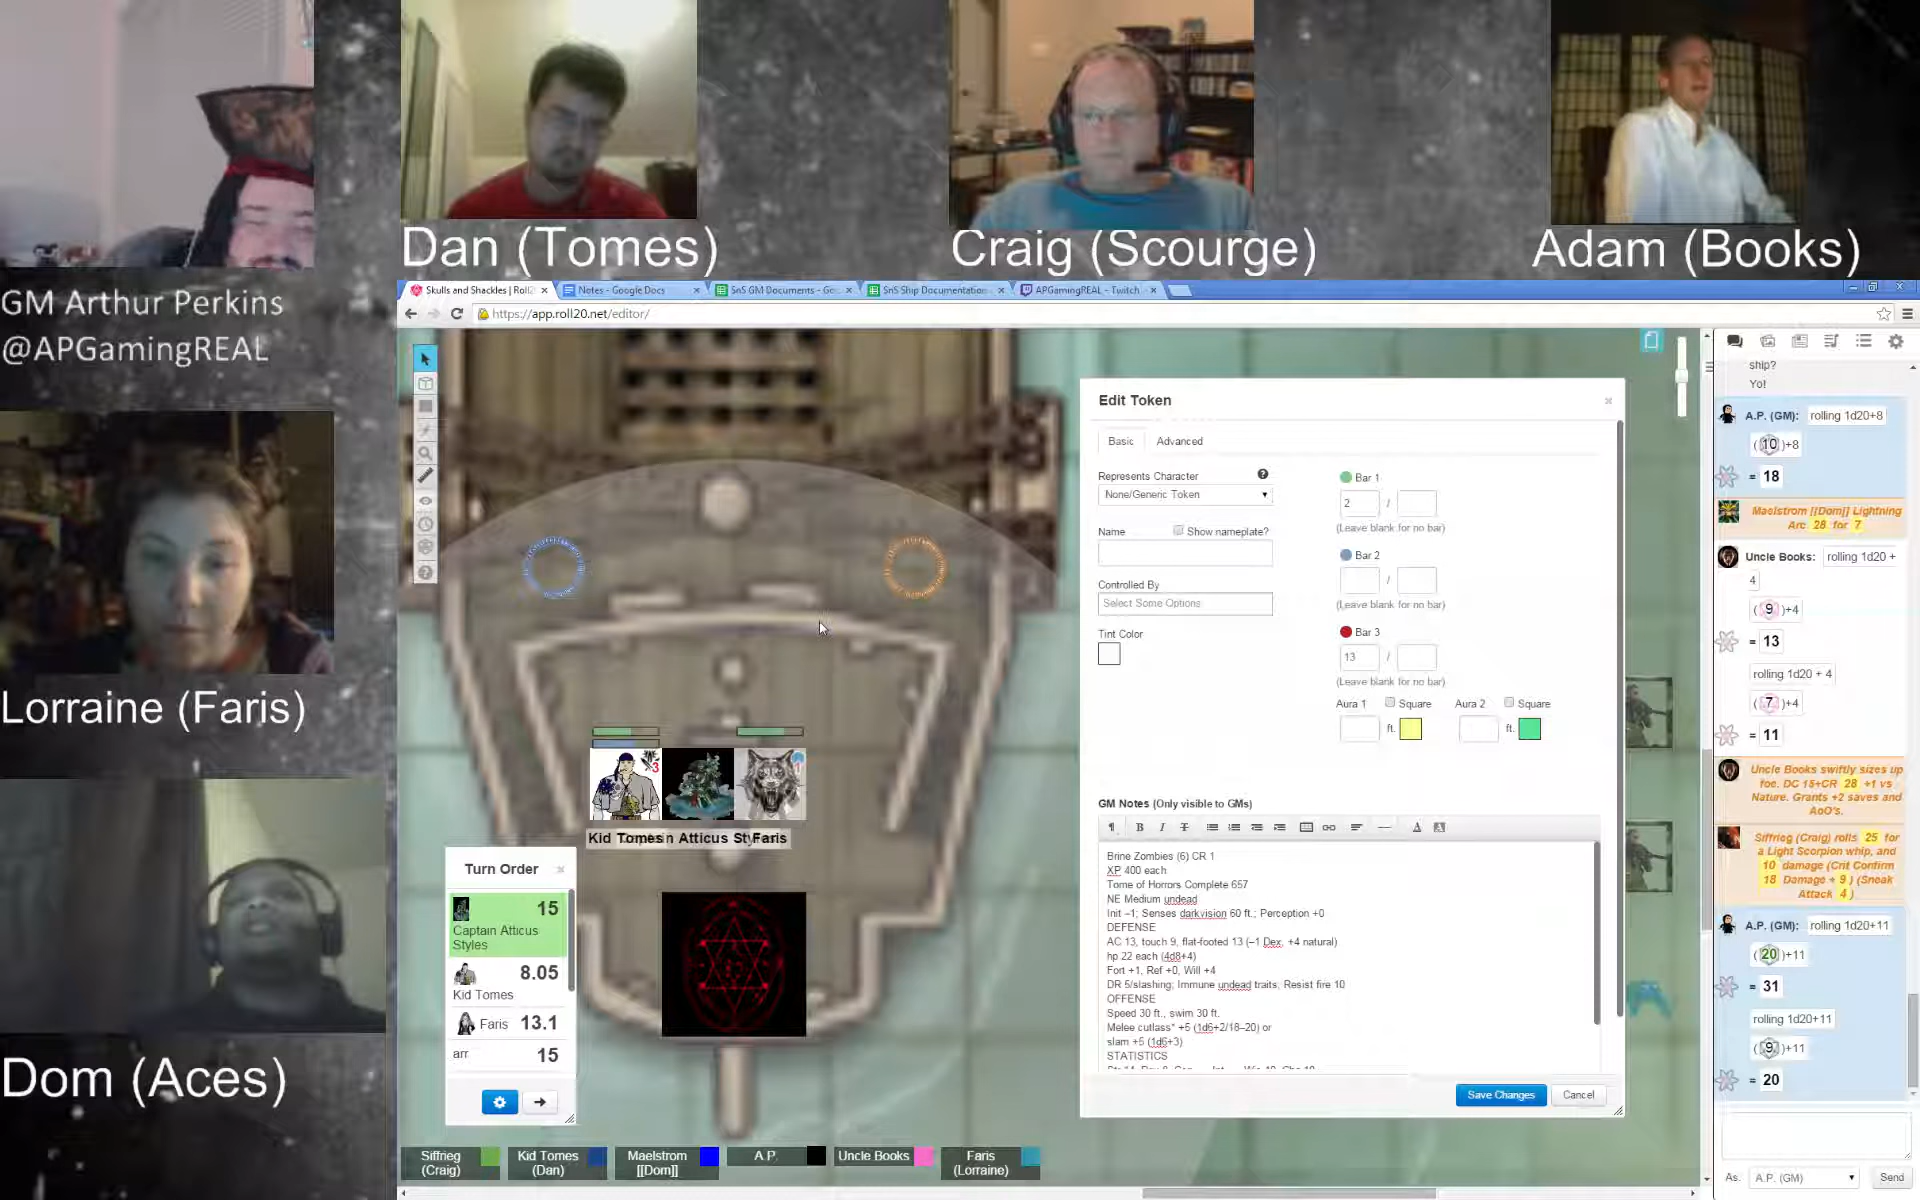 Dan (Tomes)
Craig (Scourge)
Adam (Books)
GM Arthur Perkins
@APGamingREAL
Lorraine (Faris)
Dom (Aces)
Skulls and Shackles | Roll2
Notes - Google Docs
SnS GM Documents - Go
SnS Ship Documentation
APGamingREAL - Twitch
https://app.roll20.net/editor/
Kid Tomes
Atticus
Faris
Turn Order
15
Captain Atticus
Styles
8.05
Kid Tomes
Faris 13.1
arr 15
Siffrieg
(Craig)
Kid Tomes
(Dan)
Maelstrom
[[Dom]]
A.P.
Uncle Books
Faris
(Lorraine)
Edit Token
Basic Advanced
Represents Character
None/Generic Token
Name Show nameplate?
Controlled By
Select Some Options
Tint Color
Bar 1
2 /
(Leave blank for no bar)
Bar 2
/
(Leave blank for no bar)
Bar 3
13 /
(Leave blank for no bar)
Aura 1 Square Aura 2 Square
ft. ft.
GM Notes (Only visible to GMs)
Brine Zombies (6) CR 1
XP 400 each
Tome of Horrors Complete 657
NE Medium undead
Init –1; Senses darkvision 60 ft.; Perception +0
DEFENSE
AC 13, touch 9, flat-footed 13 (–1 Dex, +4 natural)
hp 22 each (4d8+4)
Fort +1, Ref +0, Will +4
DR 5/slashing; Immune undead traits, Resist fire 10
OFFENSE
Speed 30 ft., swim 30 ft.
Melee cutlass* +5 (1d6+2/18–20) or
slam +5 (1d6+3)
STATISTICS
Save Changes Cancel
ship?
Yo!
A.P. (GM): rolling 1d20+8
(10)+8
= 18
Maelstrom [[Dom]] Lightning
Arc 28 for 7
Uncle Books: rolling 1d20 +
4
(9)+4
= 13
rolling 1d20 + 4
(7)+4
= 11
Uncle Books swiftly sizes up
foe. DC 15+CR 28 +1 vs
Nature. Grants +2 saves and
AoO's.
Siffrieg (Craig) rolls 25 for
a Light Scorpion whip, and
10 damage (Crit Confirm
18 Damage + 9 ) (Sneak
Attack 4 )
A.P. (GM): rolling 1d20+11
(20)+11
= 31
rolling 1d20+11
(9)+11
= 20
As: A.P. (GM) Send